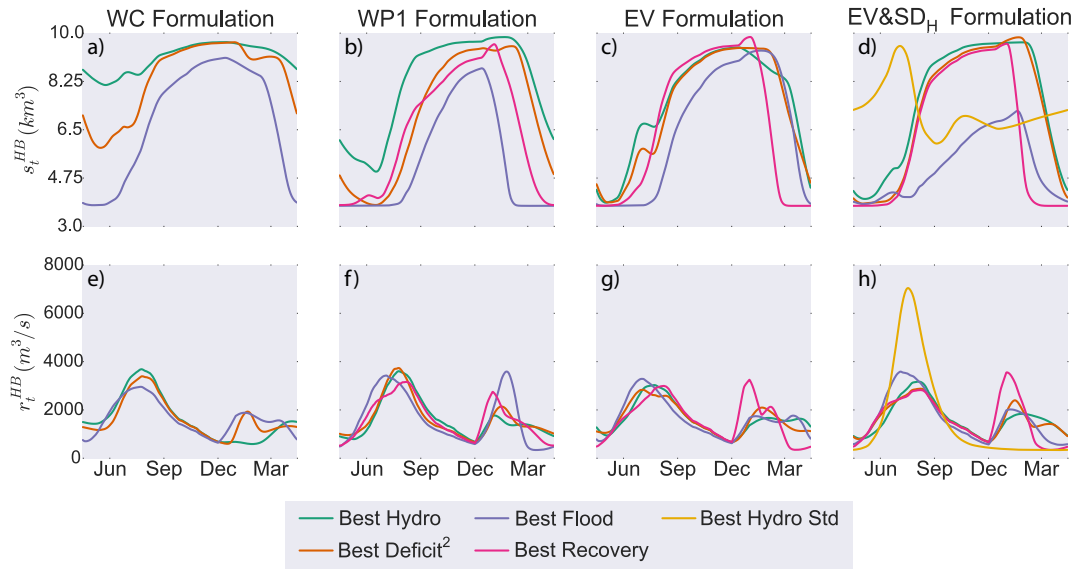 WC Formulation WP1 Formulation EV Formulation EV&SD_H Formulation
a) b) c) d)
10.0
8.25
6.5
4.75
3.0
s_t^{HB} (km^3)
e) f) g) h)
8000
6000
4000
2000
0
r_t^{HB} (m^3/s)
Jun Sep Dec Mar Jun Sep Dec Mar Jun Sep Dec Mar Jun Sep Dec Mar
Best Hydro Best Flood Best Hydro Std
Best Deficit² Best Recovery